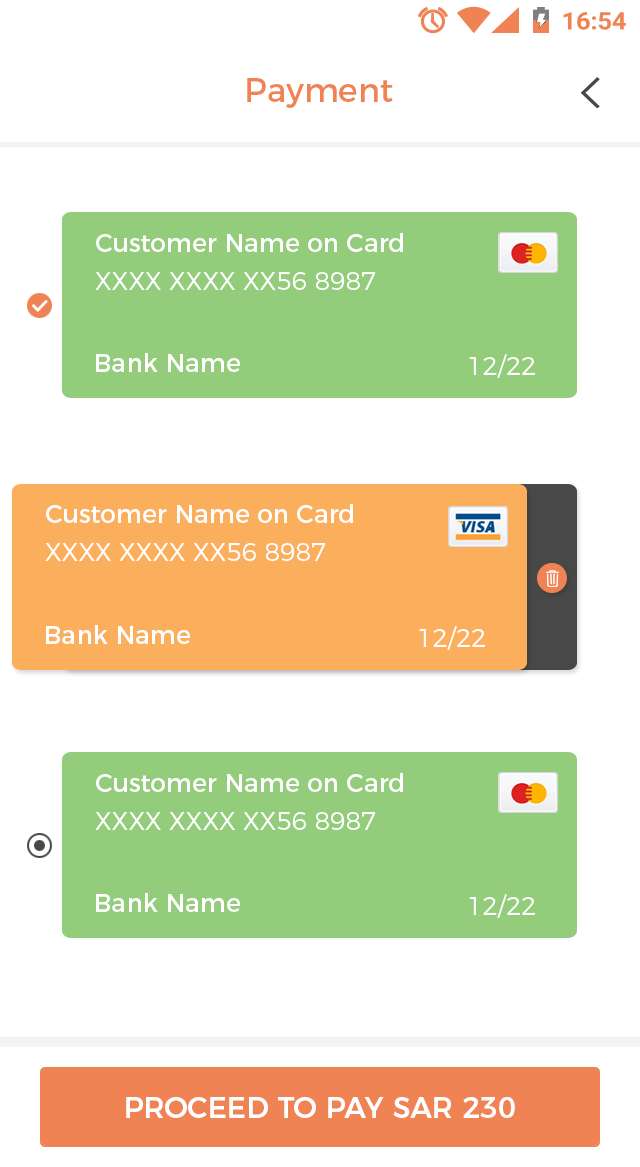 16:54
Payment
Customer Name on Card
XXXX XXXX XX56 8987
Bank Name
12/22
Customer Name on Card
XXXX XXXX XX56 8987
VISA
Bank Name
12/22
Customer Name on Card
XXXX XXXX XX56 8987
Bank Name
12/22
PROCEED TO PAY SAR 230